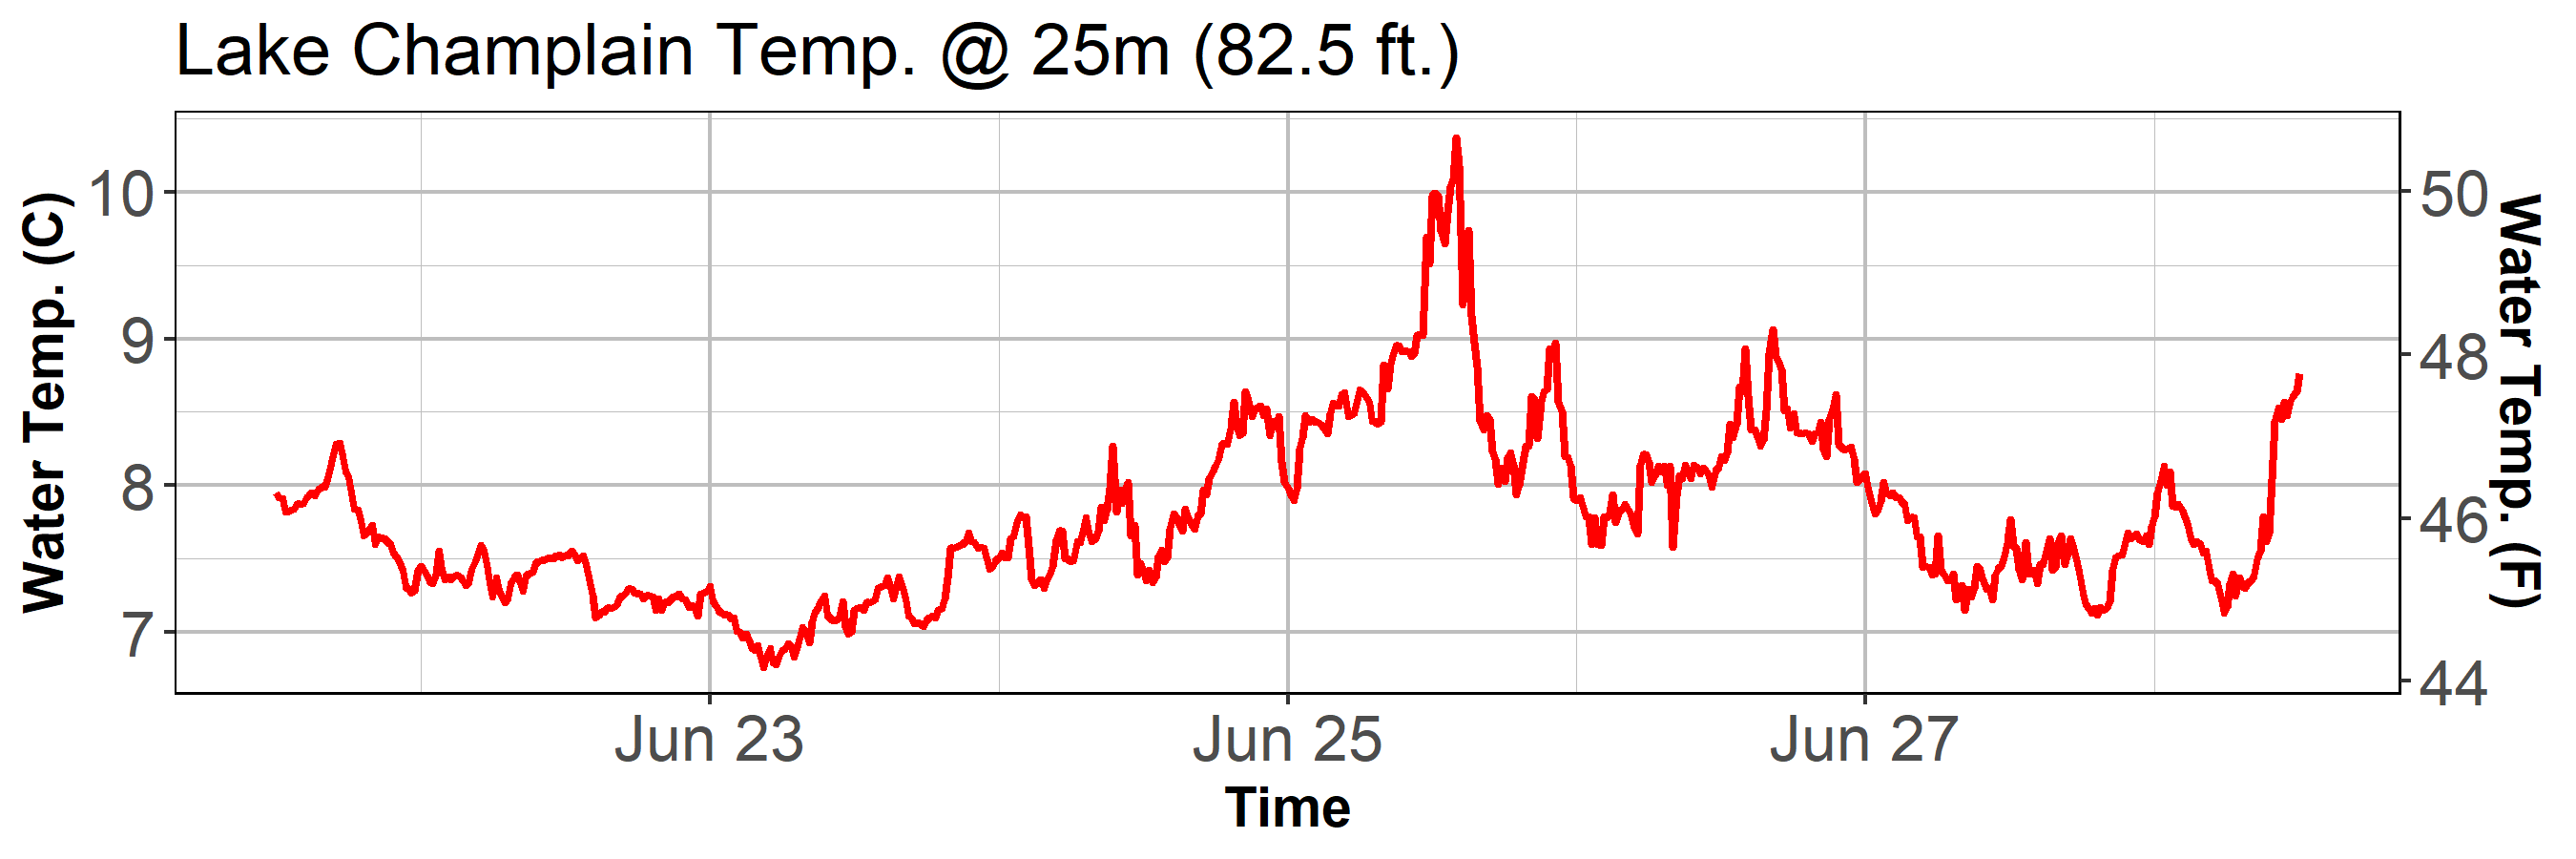 Lake Champlain Temp. @ 25m (82.5 ft.)
Water Temp. (C)
10
9
8
7
50
48
46
44
Water Temp. (F)
Jun 23 Jun 25 Jun 27
Time